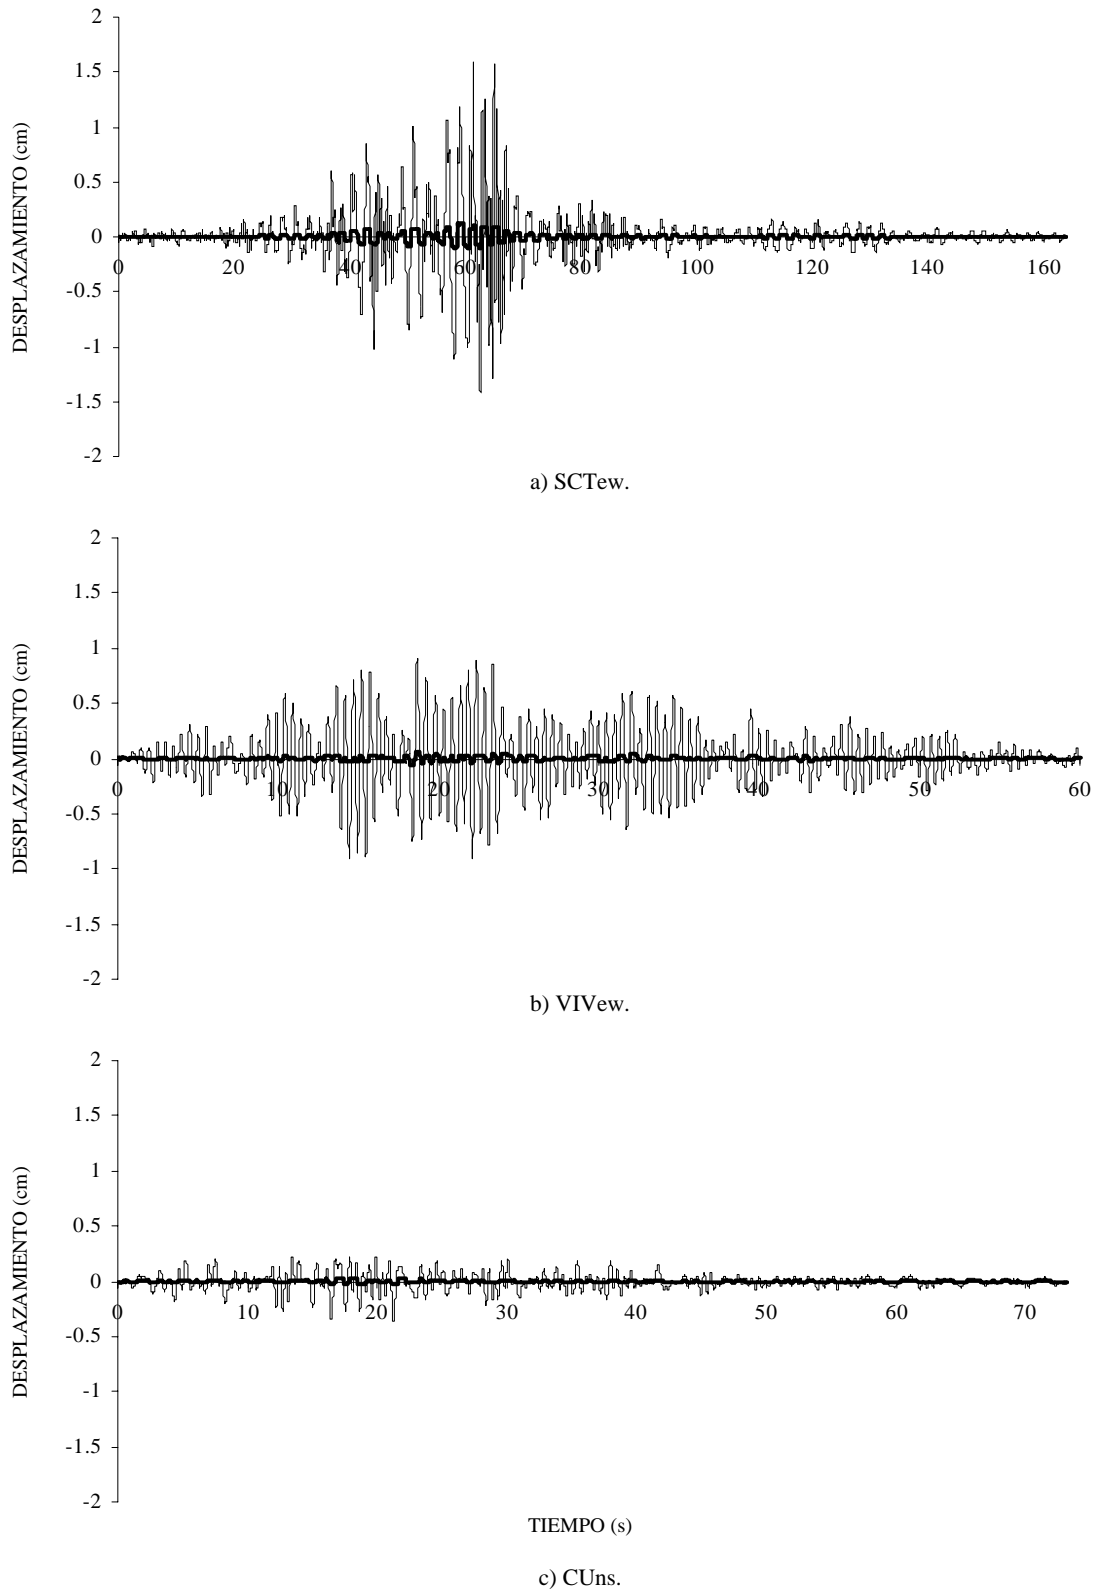 2
1.5
1
0.5
0
-0.5
-1
-1.5
-2
DESPLAZAMIENTO (cm)
0 20 40 60 80 100 120 140 160
a) SCTew.
2
1.5
1
0.5
0
-0.5
-1
-1.5
-2
DESPLAZAMIENTO (cm)
0 10 20 30 40 50 60
b) VIVew.
2
1.5
1
0.5
0
-0.5
-1
-1.5
-2
DESPLAZAMIENTO (cm)
0 10 20 30 40 50 60 70
TIEMPO (s)
c) CUns.